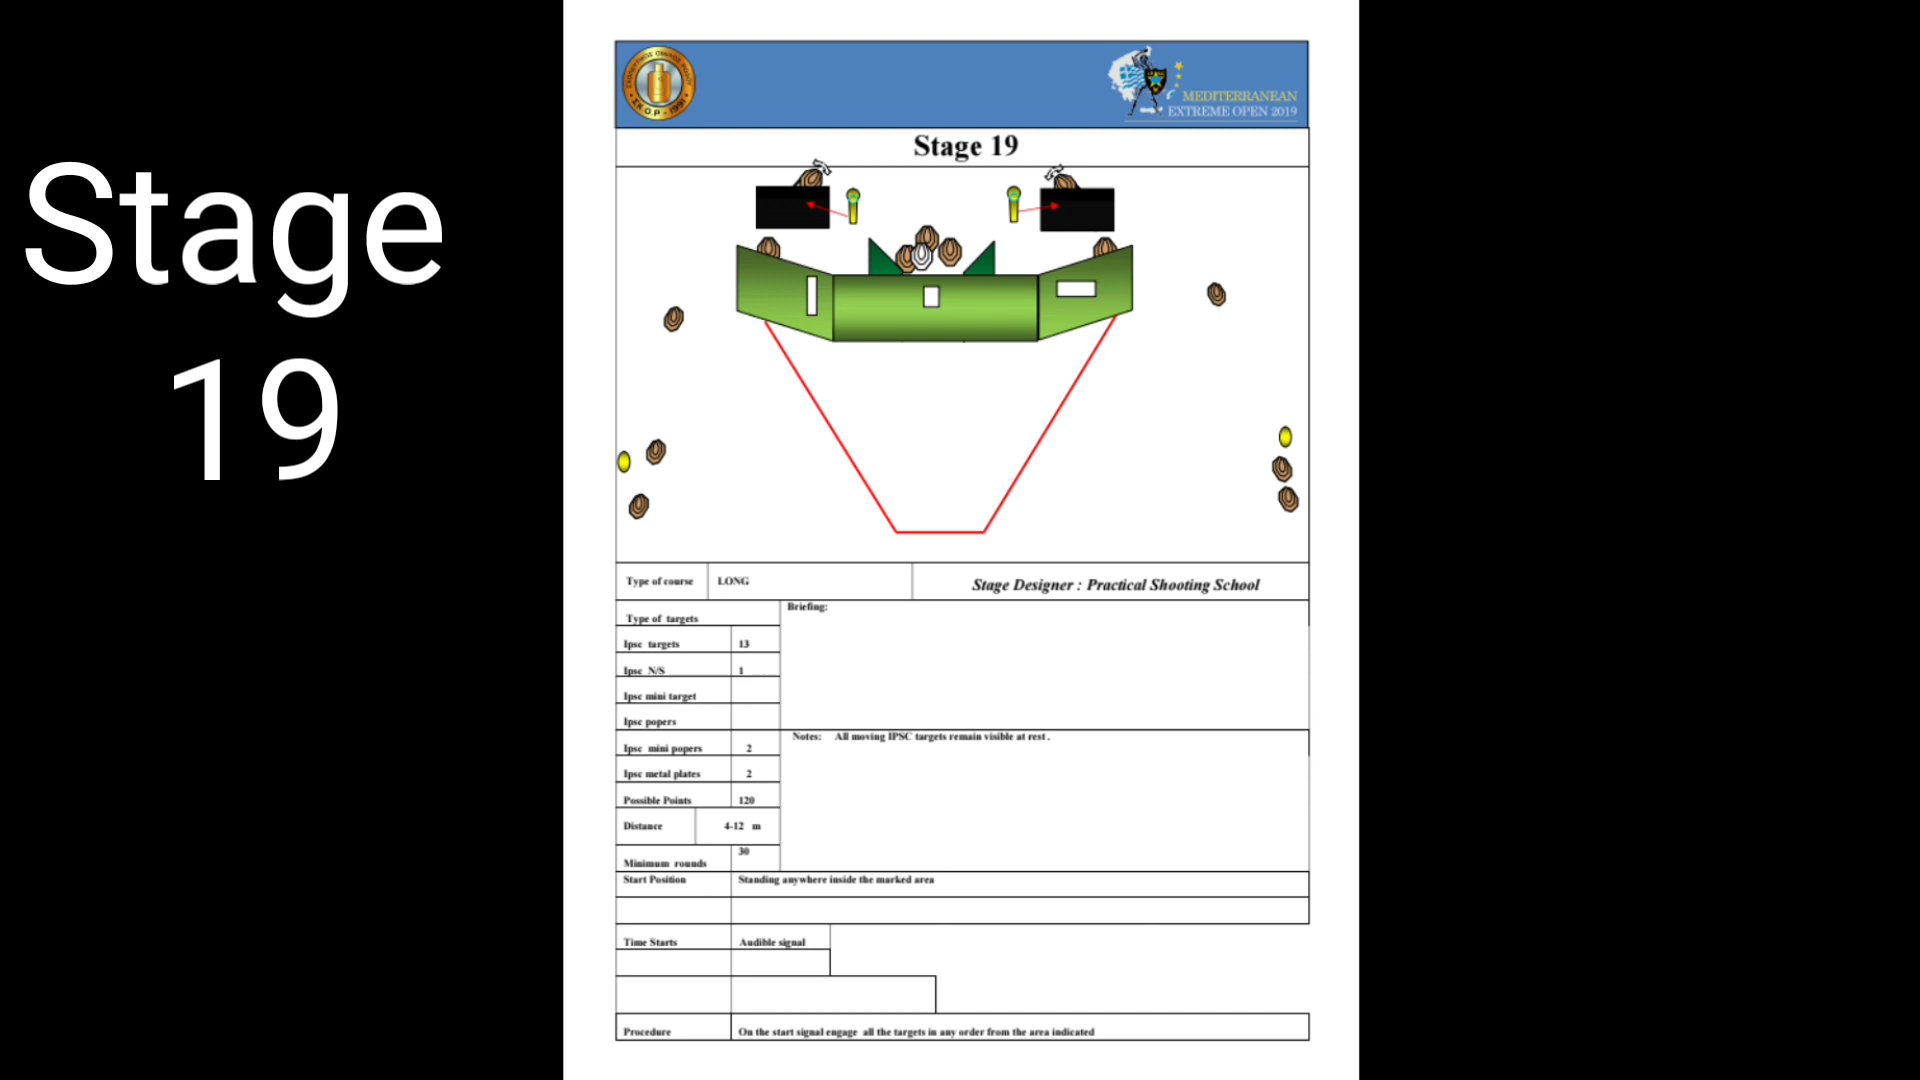 Stage
19
Σ.Κ.Ο.Ρ - 1991
MEDITERRANEAN
EXTREME OPEN 2019
Stage 19
Type of course LONG Stage Designer : Practical Shooting School
Type of targets
Briefing:
Ipsc targets 13
Ipsc N/S 1
Ipsc mini target
Ipsc popers
Notes: All moving IPSC targets remain visible at rest .
Ipsc mini popers 2
Ipsc metal plates 2
Possible Points 120
Distance 4-12 m
Minimum rounds 30
Start Position Standing anywhere inside the marked area
Time Starts Audible signal
Procedure On the start signal engage all the targets in any order from the area indicated